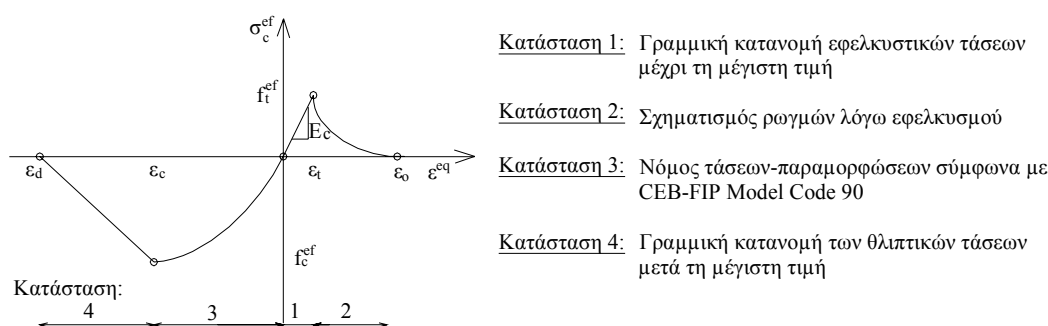 σ_c^ef
f_t^ef
E_c
ε_d
ε_c
ε_t
ε_o
ε^eq
f_c^ef
Κατάσταση:
4
3
1
2
Κατάσταση 1: Γραμμική κατανομή εφελκυστικών τάσεων
μέχρι τη μέγιστη τιμή
Κατάσταση 2: Σχηματισμός ρωγμών λόγω εφελκυσμού
Κατάσταση 3: Νόμος τάσεων-παραμορφώσεων σύμφωνα με
CEB-FIP Model Code 90
Κατάσταση 4: Γραμμική κατανομή των θλιπτικών τάσεων
μετά τη μέγιστη τιμή